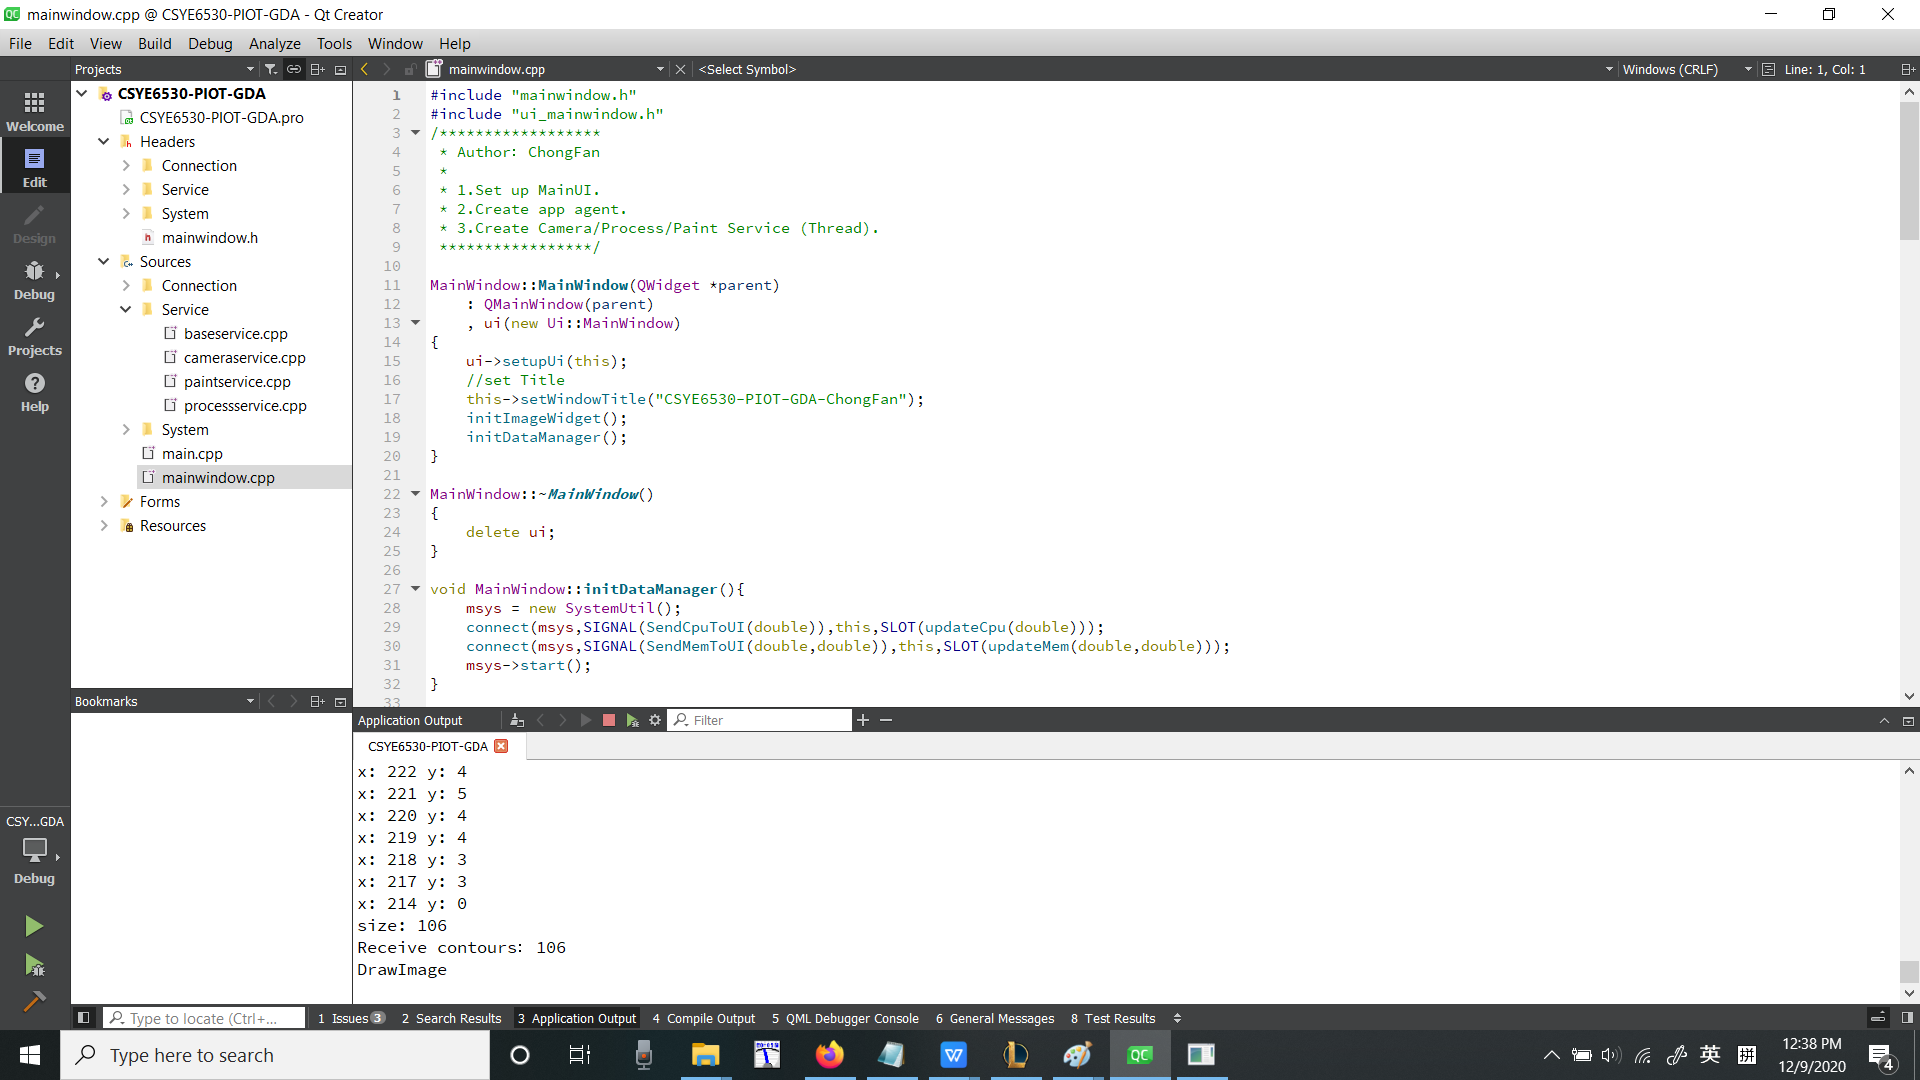 mainwindow.cpp @ CSYE6530-PIOT-GDA - Qt Creator
File Edit View Build Debug Analyze Tools Window Help
Projects
mainwindow.cpp
<Select Symbol>
Windows (CRLF)
Line: 1, Col: 1
Welcome
Edit
Design
Debug
Projects
Help
CSY...GDA
Debug
CSYE6530-PIOT-GDA
CSYE6530-PIOT-GDA.pro
Headers
Connection
Service
System
mainwindow.h
Sources
Connection
Service
baseservice.cpp
cameraservice.cpp
paintservice.cpp
processservice.cpp
System
main.cpp
mainwindow.cpp
Forms
Resources
Bookmarks
1 #include "mainwindow.h"
2 #include "ui_mainwindow.h"
3 /******************
4 * Author: ChongFan
5 *
6 * 1.Set up MainUI.
7 * 2.Create app agent.
8 * 3.Create Camera/Process/Paint Service (Thread).
9 *****************/
10
11 MainWindow::MainWindow(QWidget *parent)
12 : QMainWindow(parent)
13 , ui(new Ui::MainWindow)
14 {
15 ui->setupUi(this);
16 //set Title
17 this->setWindowTitle("CSYE6530-PIOT-GDA-ChongFan");
18 initImageWidget();
19 initDataManager();
20 }
21
22 MainWindow::~MainWindow()
23 {
24 delete ui;
25 }
26
27 void MainWindow::initDataManager(){
28 msys = new SystemUtil();
29 connect(msys,SIGNAL(SendCpuToUI(double)),this,SLOT(updateCpu(double)));
30 connect(msys,SIGNAL(SendMemToUI(double,double)),this,SLOT(updateMem(double,double)));
31 msys->start();
32 }
33
Application Output
Filter
CSYE6530-PIOT-GDA
x: 222 y: 4
x: 221 y: 5
x: 220 y: 4
x: 219 y: 4
x: 218 y: 3
x: 217 y: 3
x: 214 y: 0
size: 106
Receive contours: 106
DrawImage
Type to locate (Ctrl+...
1 Issues 3
2 Search Results
3 Application Output
4 Compile Output
5 QML Debugger Console
6 General Messages
8 Test Results
Type here to search
英
拼
12:38 PM
12/9/2020
4